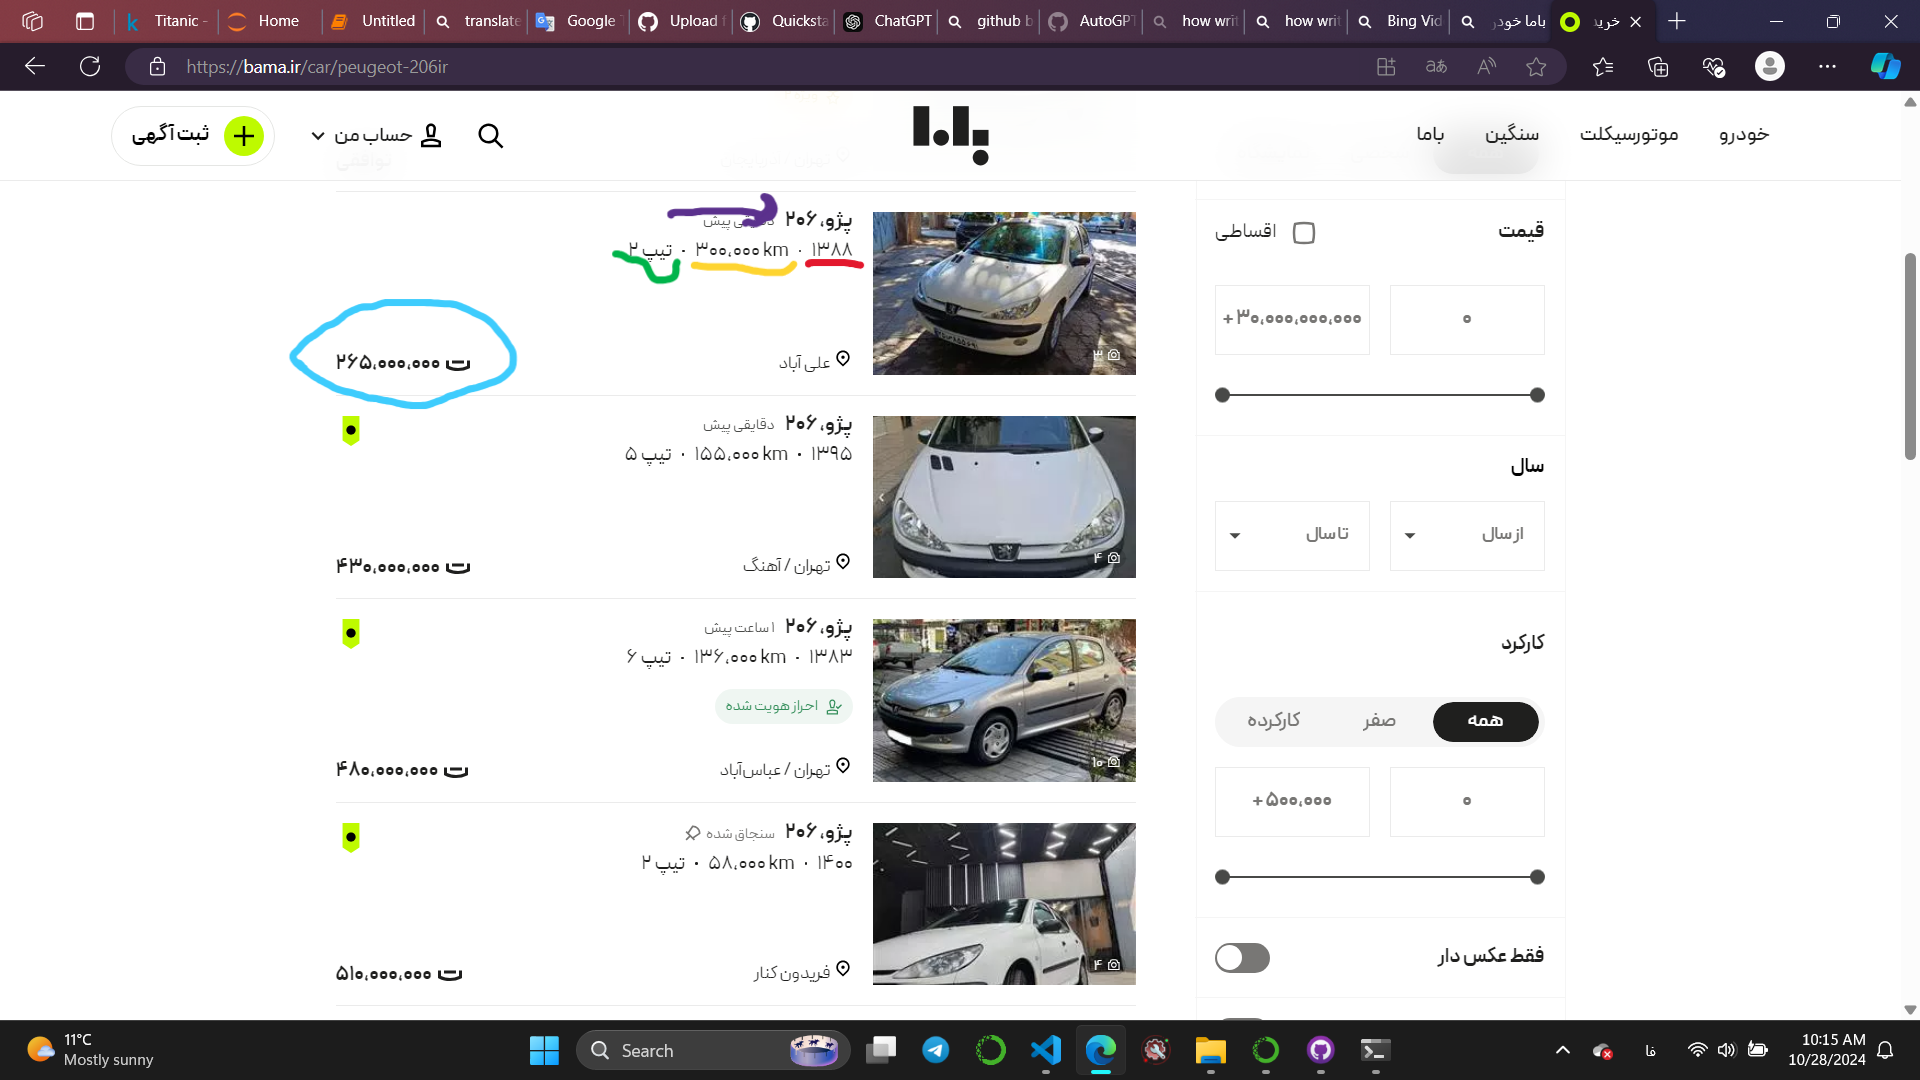 Titanic -
Home
Untitled
translate
Google T
Upload f
Quicksta
ChatGPT
github b
AutoGPT
how writ
how writ
Bing Vid
باما خودر
خرید
https://bama.ir/car/peugeot-206ir
خودرو
موتورسیکلت
سنگین
باما
حساب من
ثبت آگهی
پژو، ۲۰۶
۱۳۸۸ · ۳۰۰,۰۰۰ km · تیپ ۲
علی آباد
۲۶۵,۰۰۰,۰۰۰
۳
پژو، ۲۰۶ دقایقی پیش
۱۳۹۵ · ۱۵۵,۰۰۰ km · تیپ ۵
تهران / آهنگ
۴۳۰,۰۰۰,۰۰۰
۴
پژو، ۲۰۶ ۱ ساعت پیش
۱۳۸۳ · ۱۳۶,۰۰۰ km · تیپ ۶
احراز هویت شده
تهران / عباس‌آباد
۴۸۰,۰۰۰,۰۰۰
۱۰
پژو، ۲۰۶ سنجاق شده
۱۴۰۰ · ۵۸,۰۰۰ km · تیپ ۲
فریدون کنار
۵۱۰,۰۰۰,۰۰۰
۴
قیمت
اقساطی
۰
۳۰,۰۰۰,۰۰۰,۰۰۰ +
سال
از سال
تا سال
کارکرد
همه
صفر
کارکرده
۰
۵۰۰,۰۰۰ +
فقط عکس دار
11°C
Mostly sunny
Search
فا
10:15 AM
10/28/2024